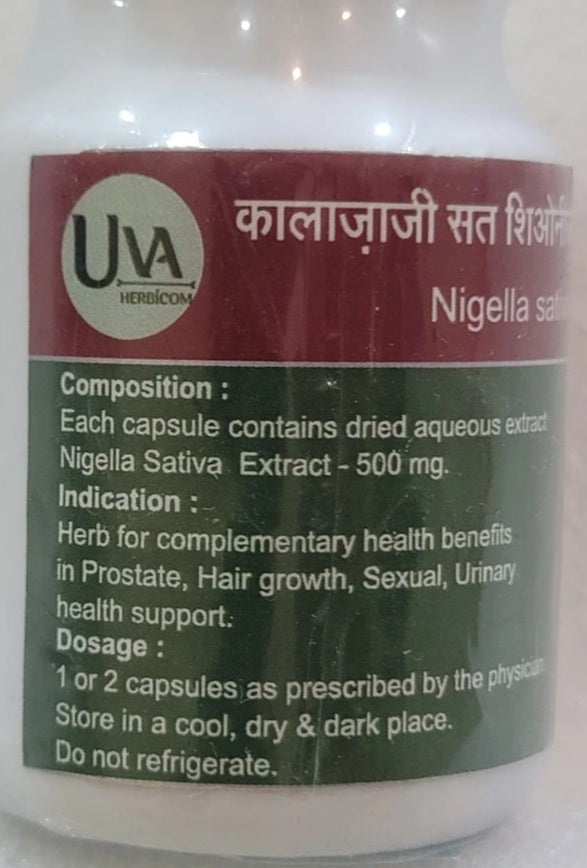 UVA
HERBICOM
कालाज़ाजी सत
Nigella
Composition :
Each capsule contains dried aqueous extract
Nigella Sativa Extract - 500 mg.
Indication :-
Herb for complementary health benefits
in Prostate, Hair growth, Sexual, Urinary
health support.
Dosage :
1 or 2 capsules as prescribed by the physician
Store in a cool, dry & dark place.
Do not refrigerate.